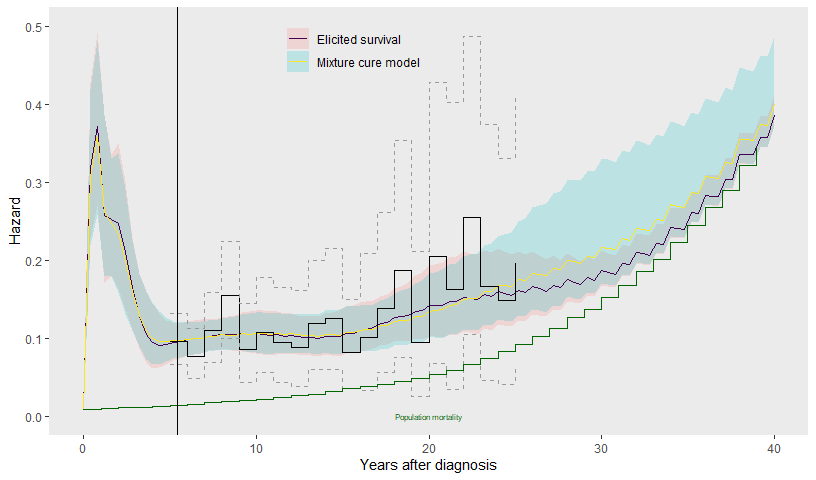 0.5
0.4
0.3
0.2
0.1
0.0
Hazard
Elicited survival
Mixture cure model
Population mortality
0 10 20 30 40
Years after diagnosis